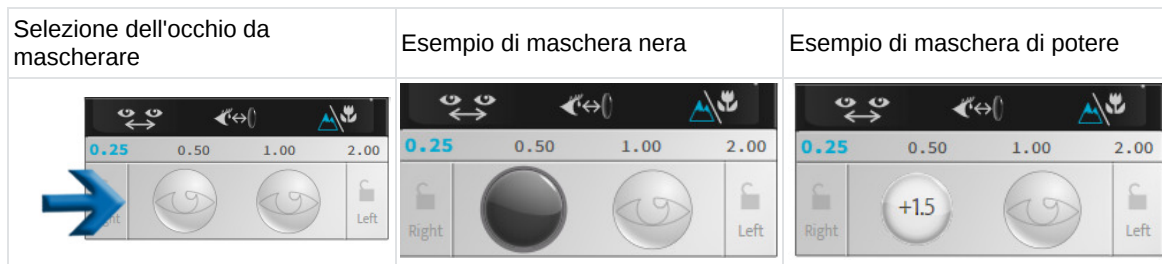 Selezione dell'occhio da
mascherare
Esempio di maschera nera
Esempio di maschera di potere
0.25 0.50 1.00 2.00
Left
0.25 0.50 1.00 2.00
Right Left
0.25 0.50 1.00 2.00
+1.5
Right Left